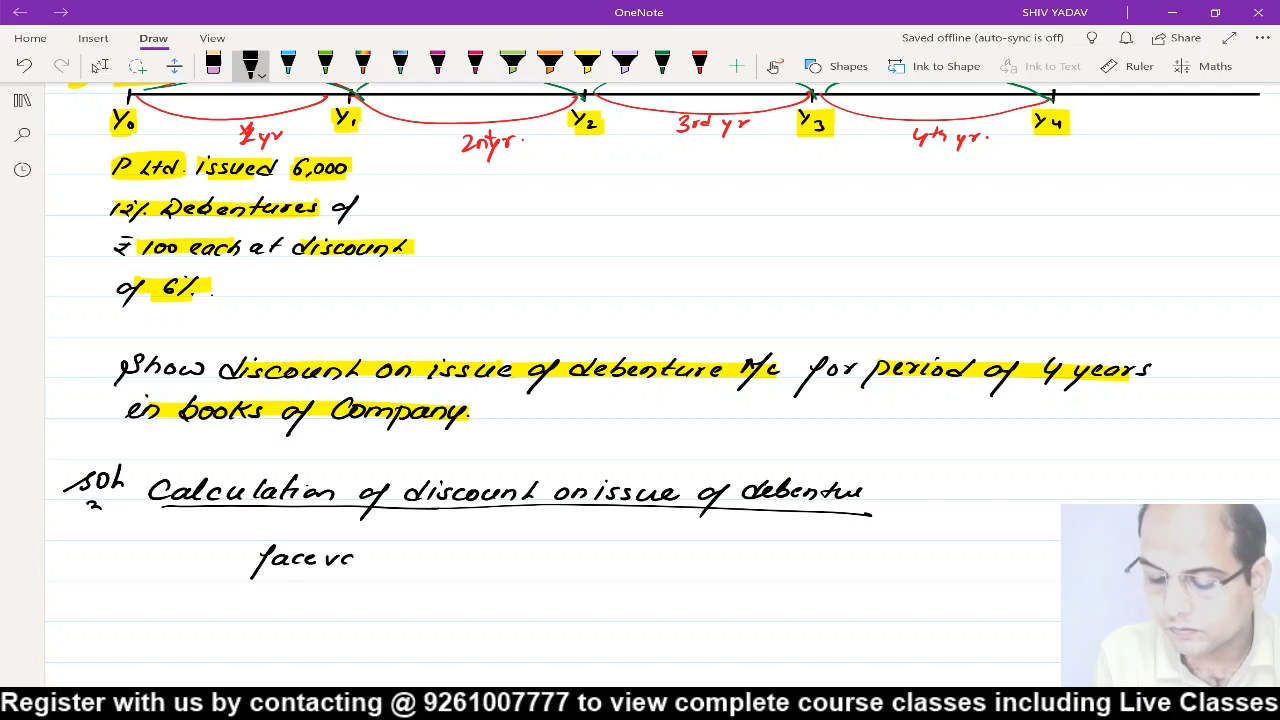 OneNote
SHIV YADAV
Home Insert Draw View
Saved offline (auto-sync is off)
Share
Shapes
Ink to Shape
Ink to Text
Ruler
Maths
Y0 Y1 Y2 Y3 Y4
yr 3rd yr 4th yr.
P Ltd. issued 6,000
12% Debentures of
₹ 100 each at discount
of 6%.
Show discount on issue of debenture A/c for period of 4 years
in books of Company.
Soln Calculation of discount on issue of debenture
face va
Register with us by contacting @ 9261007777 to view complete course classes including Live Classes